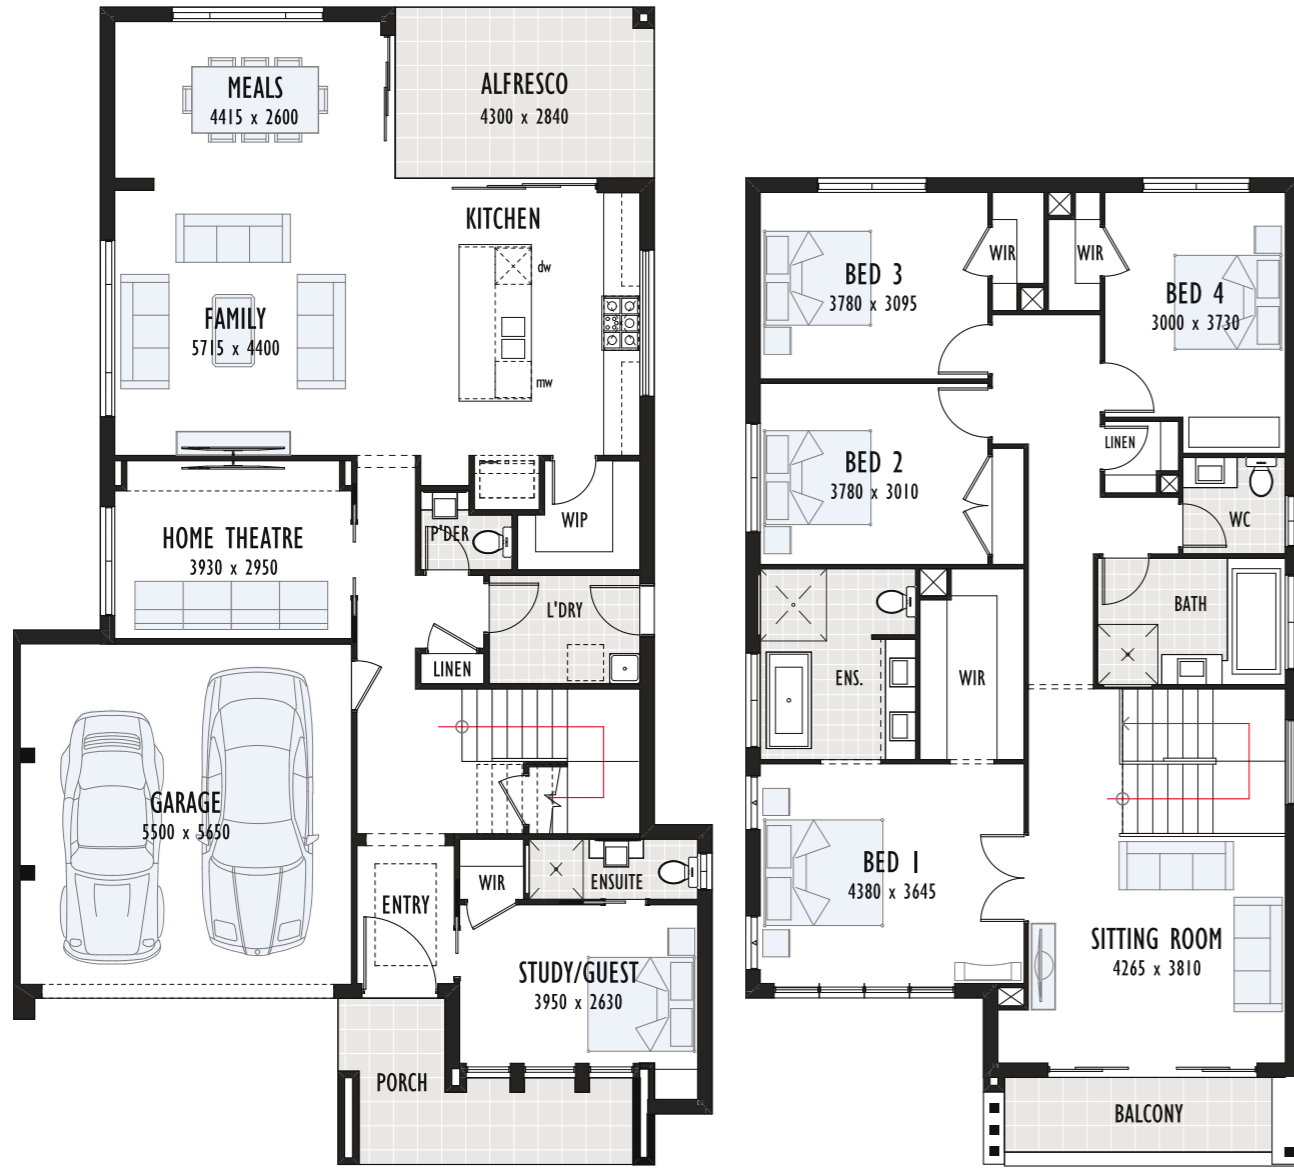 MEALS
4415 x 2600
ALFRESCO
4300 x 2840
KITCHEN
dw
mw
FAMILY
5715 x 4400
HOME THEATRE
3930 x 2950
P'DER
WIP
L'DRY
LINEN
GARAGE
5500 x 5650
ENTRY
WIR
ENSUITE
STUDY/GUEST
3950 x 2630
PORCH
BED 3
3780 x 3095
WIR
WIR
BED 4
3000 x 3730
BED 2
3780 x 3010
LINEN
WC
BATH
ENS.
WIR
BED 1
4380 x 3645
SITTING ROOM
4265 x 3810
BALCONY